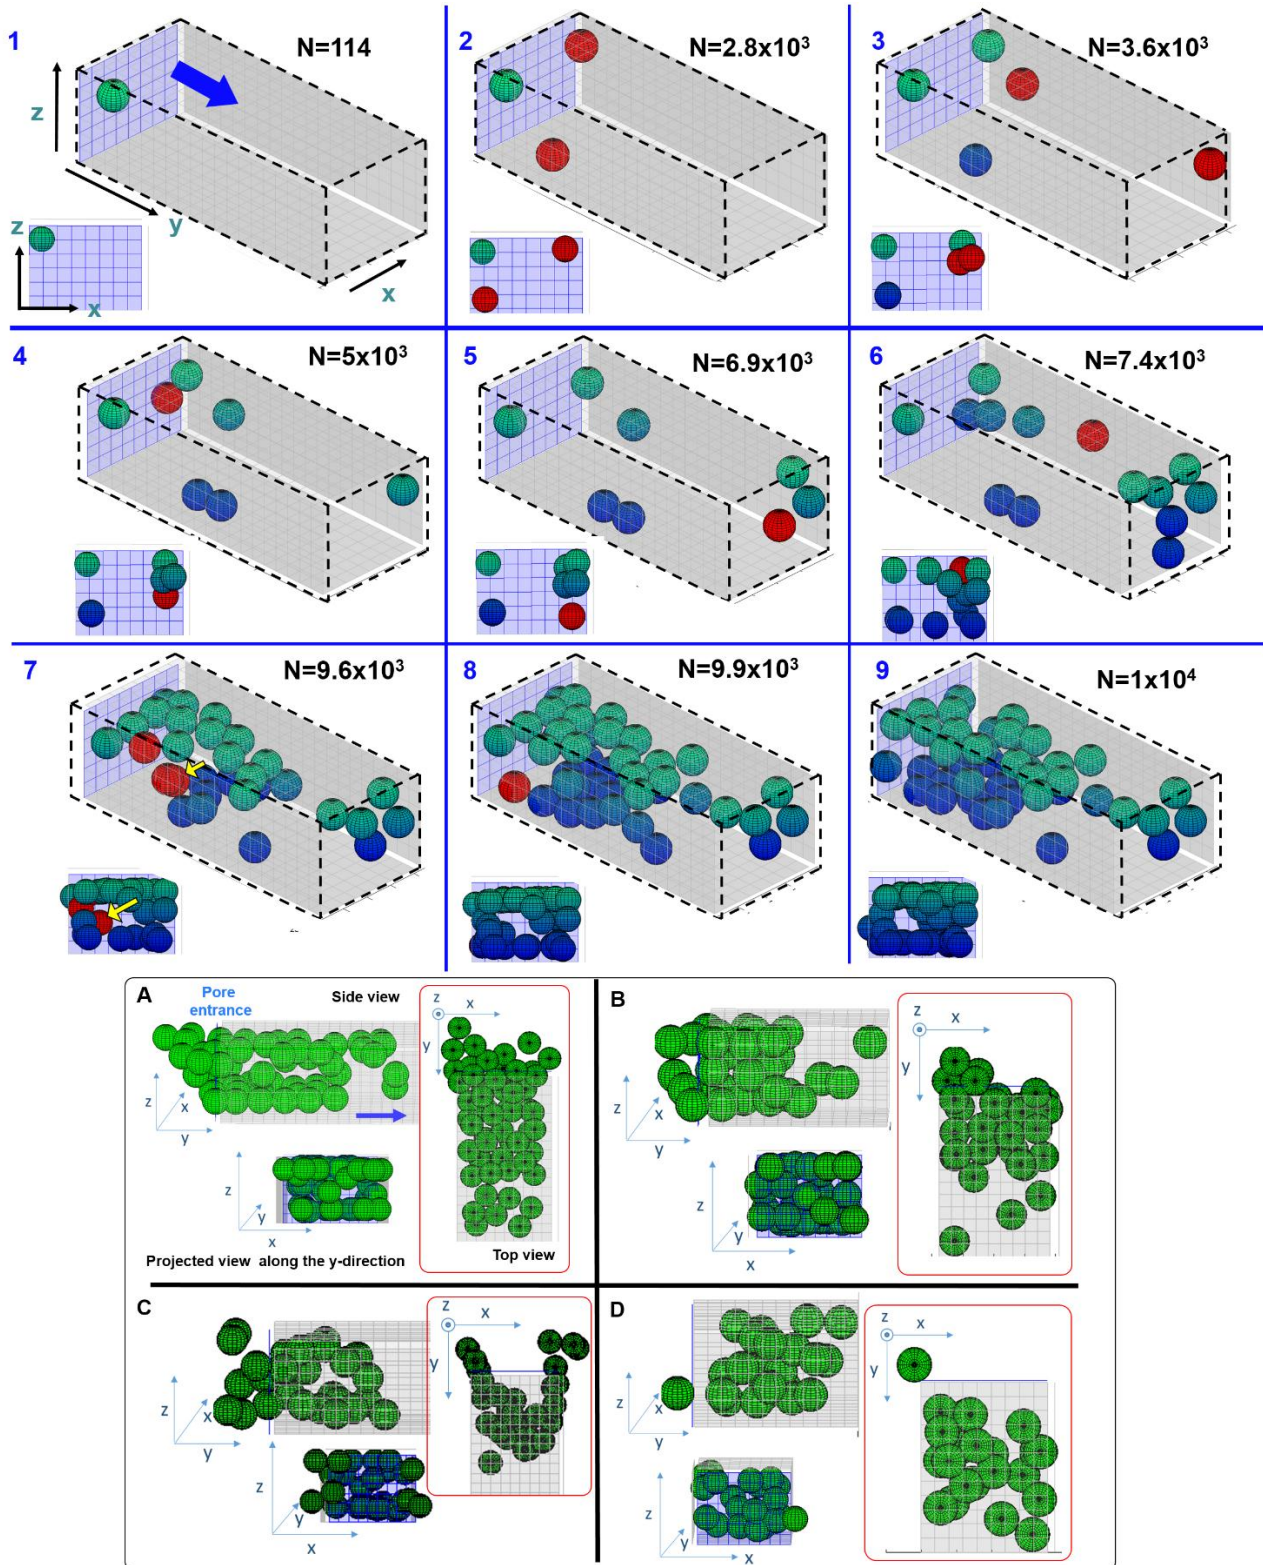 1
N=114
z
y
x
z
x
2
N=2.8x10³
3
N=3.6x10³
4
N=5x10³
5
N=6.9x10³
6
N=7.4x10³
7
N=9.6x10³
8
N=9.9x10³
9
N=1x10⁴
A
Pore
entrance
Side view
z
x
y
z
x
y
z
y
x
Projected view along the y-direction
Top view
B
z
x
y
z
x
y
z
y
x
C
z
x
y
z
x
y
z
y
x
D
z
x
y
z
x
y
z
y
x